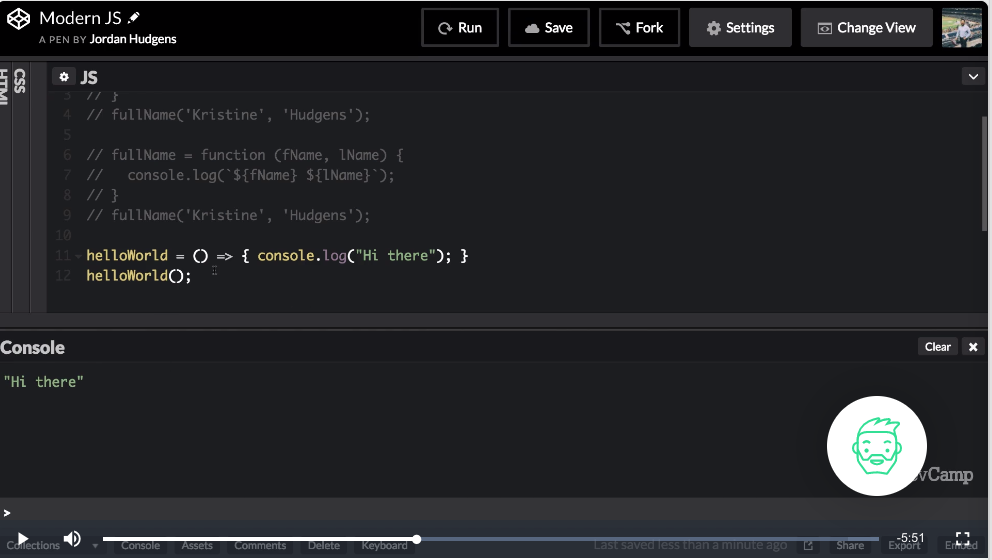 Modern JS
A PEN BY Jordan Hudgens
Run
Save
Fork
Settings
Change View
HTML
CSS
JS
3 // }
4 // fullName('Kristine', 'Hudgens');
5
6 // fullName = function (fName, lName) {
7 //   console.log(`${fName} ${lName}`);
8 // }
9 // fullName('Kristine', 'Hudgens');
10
11 helloWorld = () => { console.log("Hi there"); }
12 helloWorld();
Console
Clear
"Hi there"
Camp
>
Collections Console Assets Comments Delete Keyboard Last saved less than a minute ago Share Export Embed
-5:51